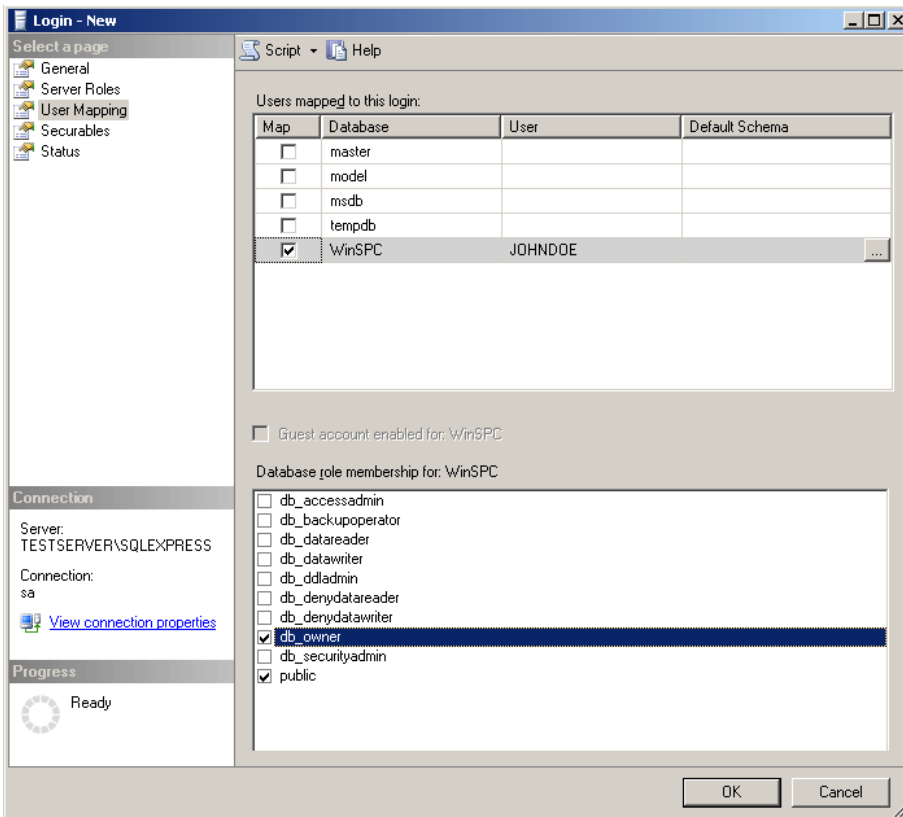 Login - New
Select a page
General
Server Roles
User Mapping
Securables
Status
Script Help
Users mapped to this login:
Map Database User Default Schema
master
model
msdb
tempdb
WinSPC JOHNDOE ...
Guest account enabled for: WinSPC
Database role membership for: WinSPC
db_accessadmin
db_backupoperator
db_datareader
db_datawriter
db_ddladmin
db_denydatareader
db_denydatawriter
db_owner
db_securityadmin
public
Connection
Server:
TESTSERVER\SQLEXPRESS
Connection:
sa
View connection properties
Progress
Ready
OK Cancel